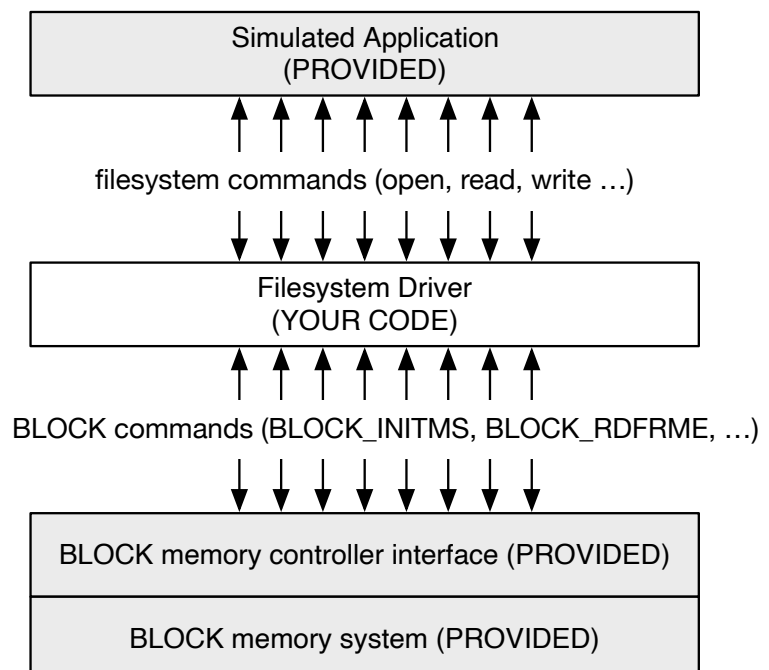 Simulated Application
(PROVIDED)
filesystem commands (open, read, write …)
Filesystem Driver
(YOUR CODE)
BLOCK commands (BLOCK_INITMS, BLOCK_RDFRME, …)
BLOCK memory controller interface (PROVIDED)
BLOCK memory system (PROVIDED)